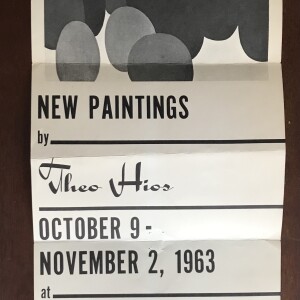 NEW PAINTINGS
by
Theo Hios
OCTOBER 9 -
NOVEMBER 2, 1963
at